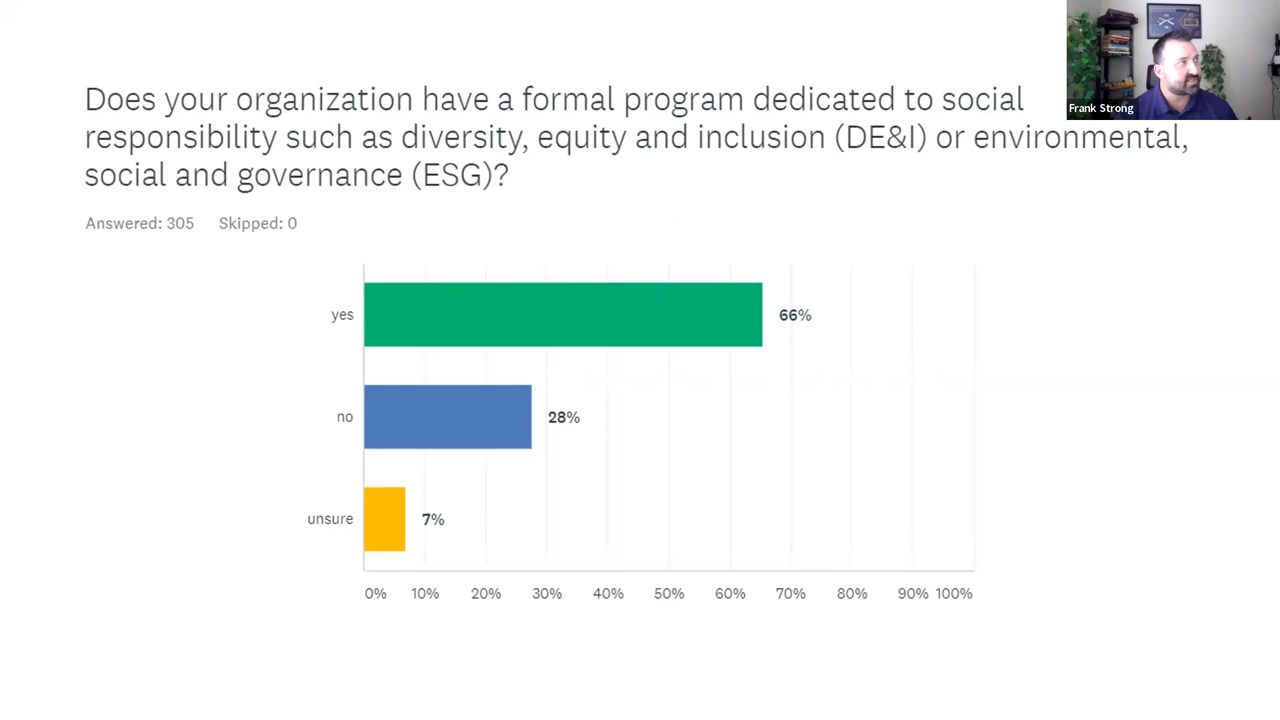 Does your organization have a formal program dedicated to social
responsibility such as diversity, equity and inclusion (DE&I) or environmental,
social and governance (ESG)?
Answered: 305 Skipped: 0
yes 66%
no 28%
unsure 7%
0% 10% 20% 30% 40% 50% 60% 70% 80% 90% 100%
Frank Strong